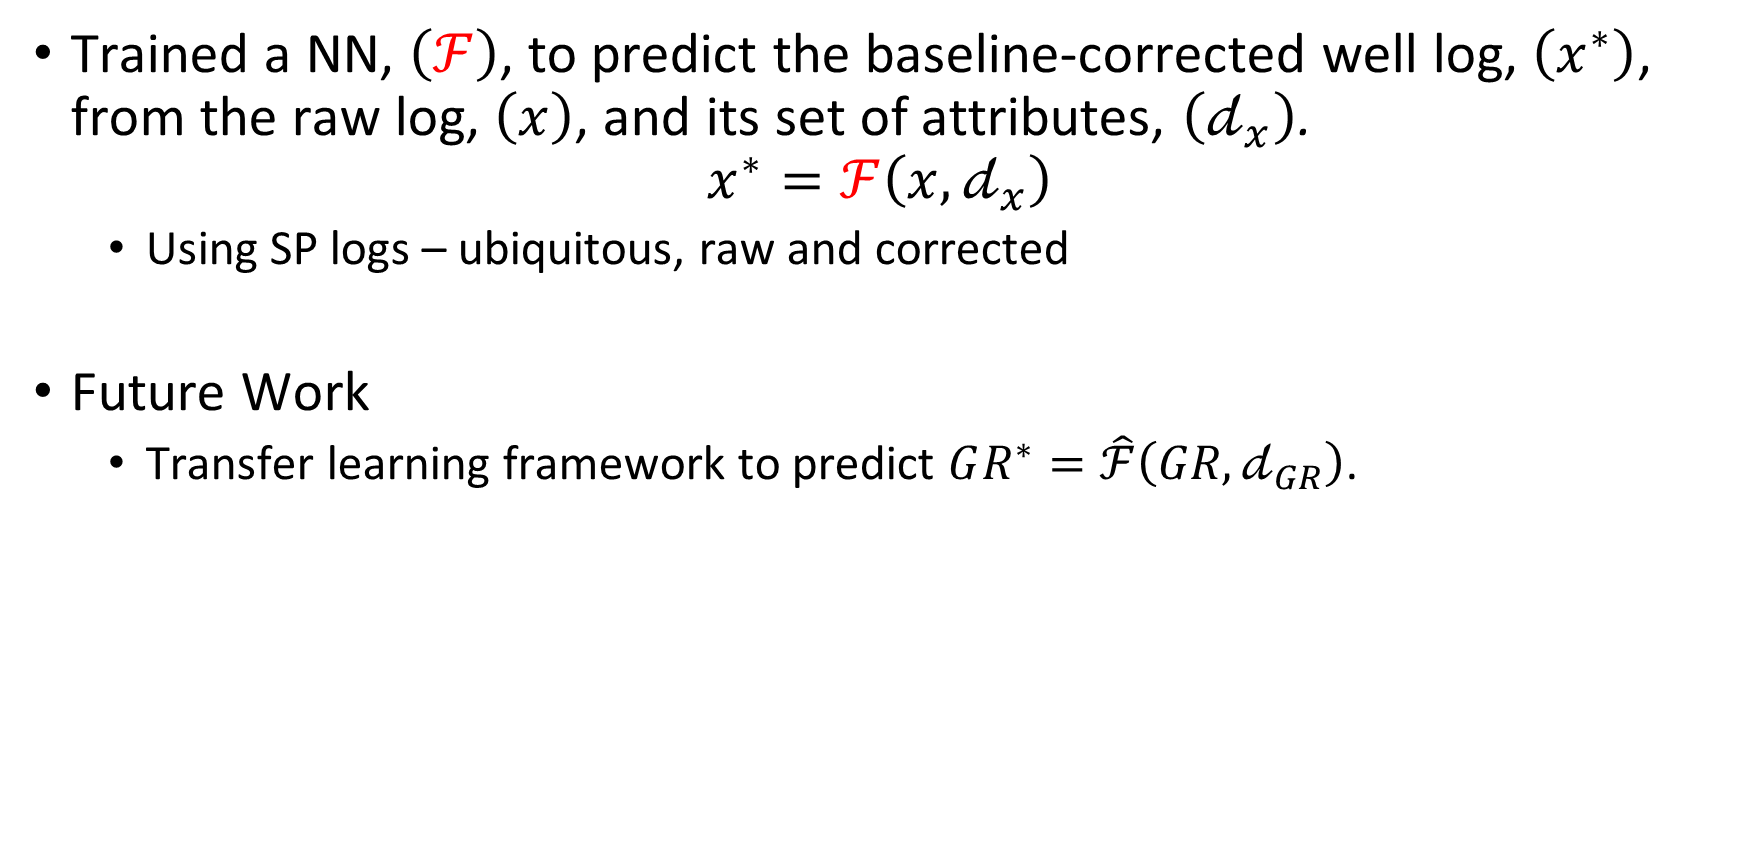 • Trained a NN, (ℱ), to predict the baseline-corrected well log, (x*),
from the raw log, (x), and its set of attributes, (dₓ).
x* = ℱ(x, dₓ)
• Using SP logs – ubiquitous, raw and corrected
• Future Work
• Transfer learning framework to predict GR* = ℱ̂(GR, d_GR).